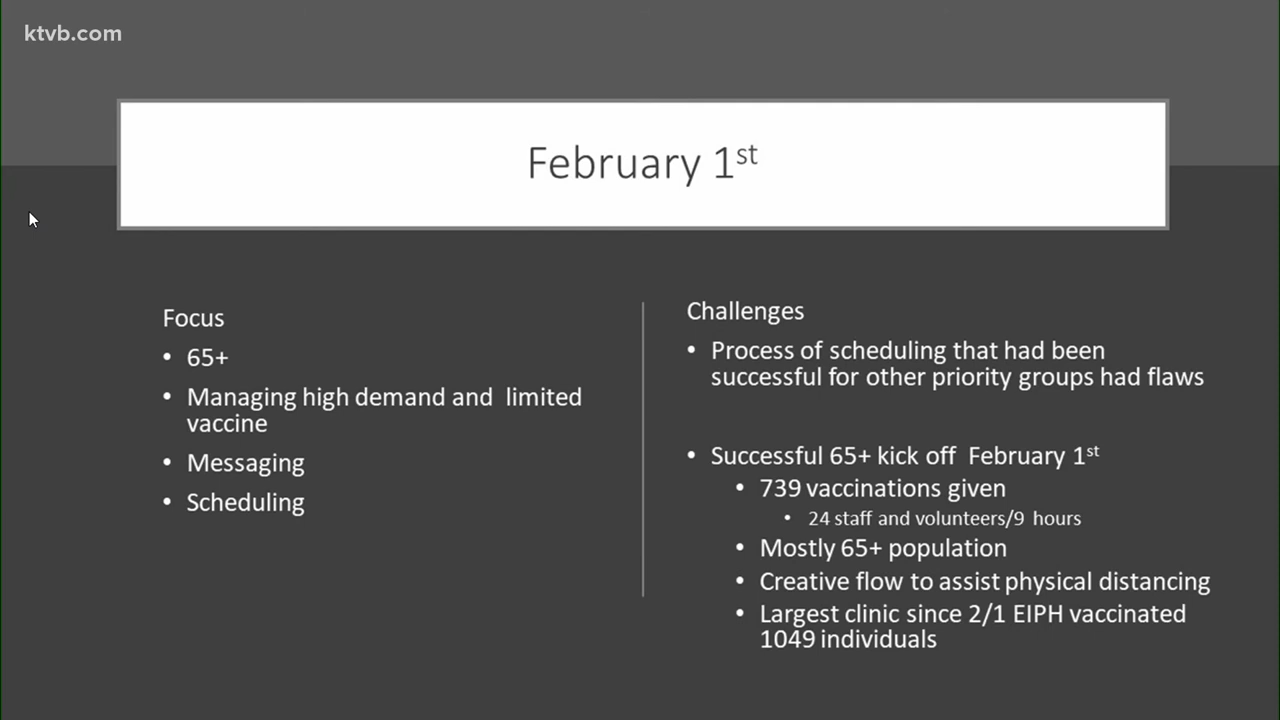 ktvb.com
February 1st
Focus
• 65+
• Managing high demand and  limited
vaccine
• Messaging
• Scheduling
Challenges
• Process of scheduling that had been
successful for other priority groups had flaws
• Successful 65+ kick off  February 1st
• 739 vaccinations given
• 24 staff and volunteers/9 hours
• Mostly 65+ population
• Creative flow to assist physical distancing
• Largest clinic since 2/1 EIPH vaccinated
1049 individuals